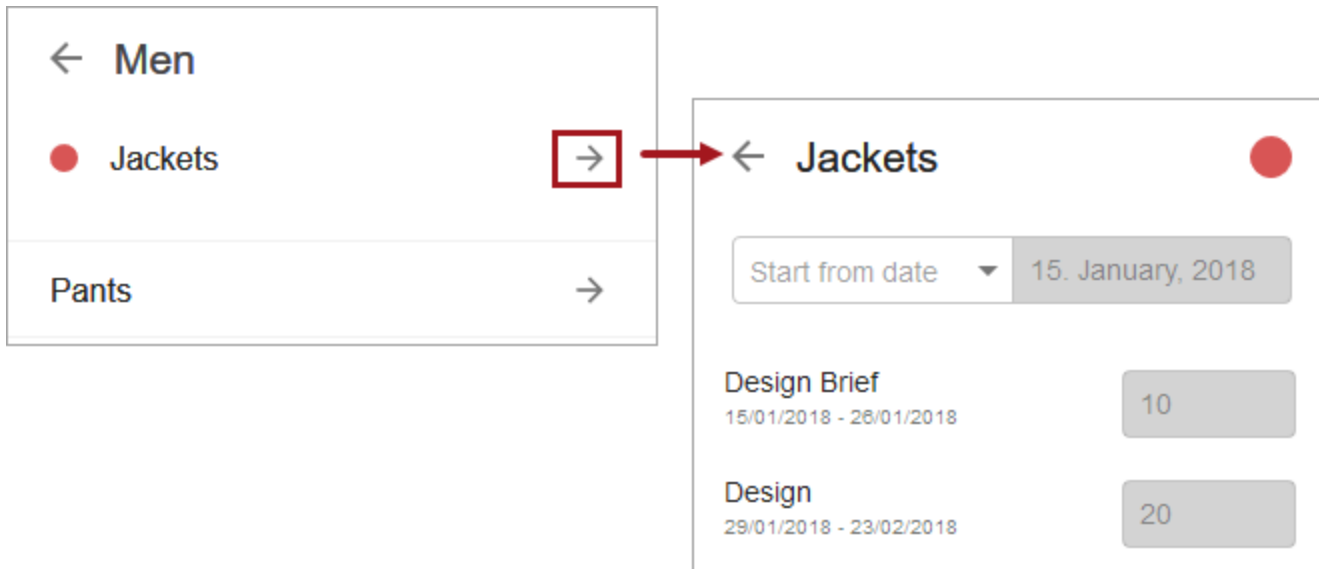 Men
Jackets
Pants
Jackets
Start from date
15. January, 2018
Design Brief
15/01/2018 - 26/01/2018
10
Design
29/01/2018 - 23/02/2018
20